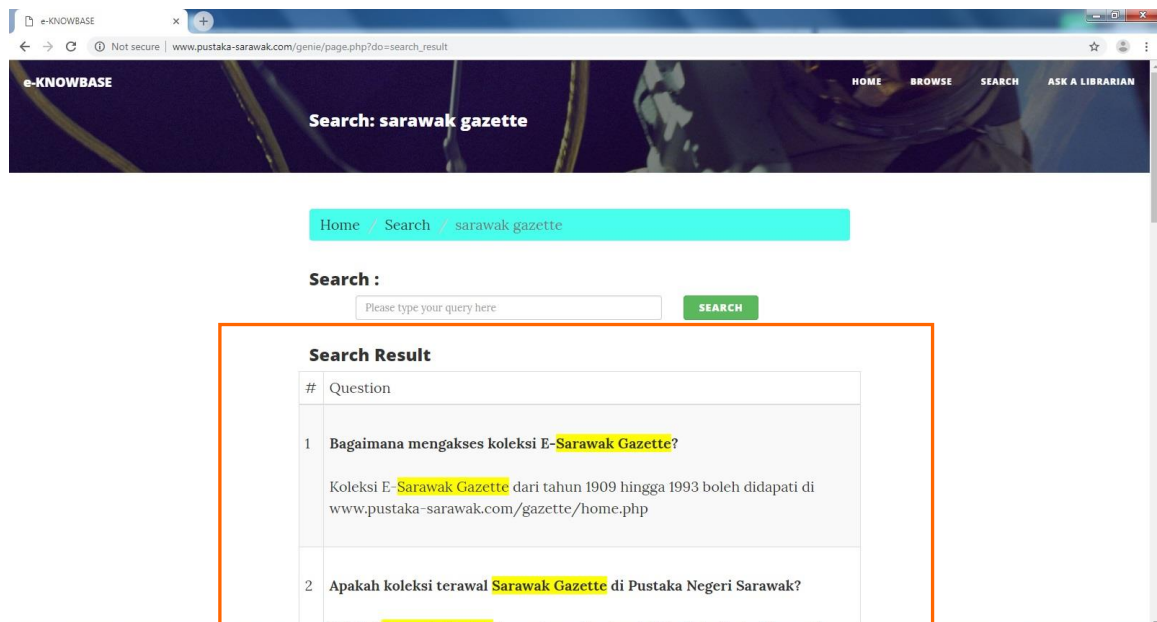 e-KNOWBASE
Not secure | www.pustaka-sarawak.com/genie/page.php?do=search_result
e-KNOWBASE
HOME BROWSE SEARCH ASK A LIBRARIAN
Search: sarawak gazette
Home / Search / sarawak gazette
Search :
Please type your query here SEARCH
Search Result
# Question
1 Bagaimana mengakses koleksi E-Sarawak Gazette?
Koleksi E-Sarawak Gazette dari tahun 1909 hingga 1993 boleh didapati di
www.pustaka-sarawak.com/gazette/home.php
2 Apakah koleksi terawal Sarawak Gazette di Pustaka Negeri Sarawak?